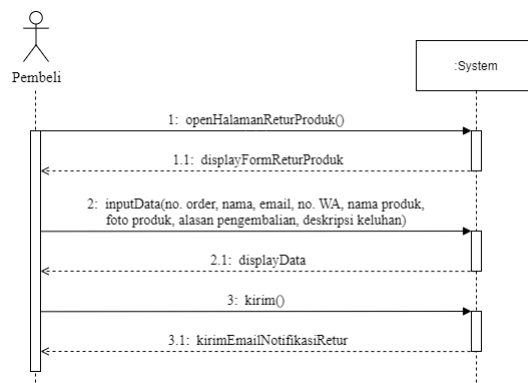 Pembeli
:System
1: openHalamanReturProduk()
1.1: displayFormReturProduk
2: inputData(no. order, nama, email, no. WA, nama produk,
foto produk, alasan pengembalian, deskripsi keluhan)
2.1: displayData
3: kirim()
3.1: kirimEmailNotifikasiRetur